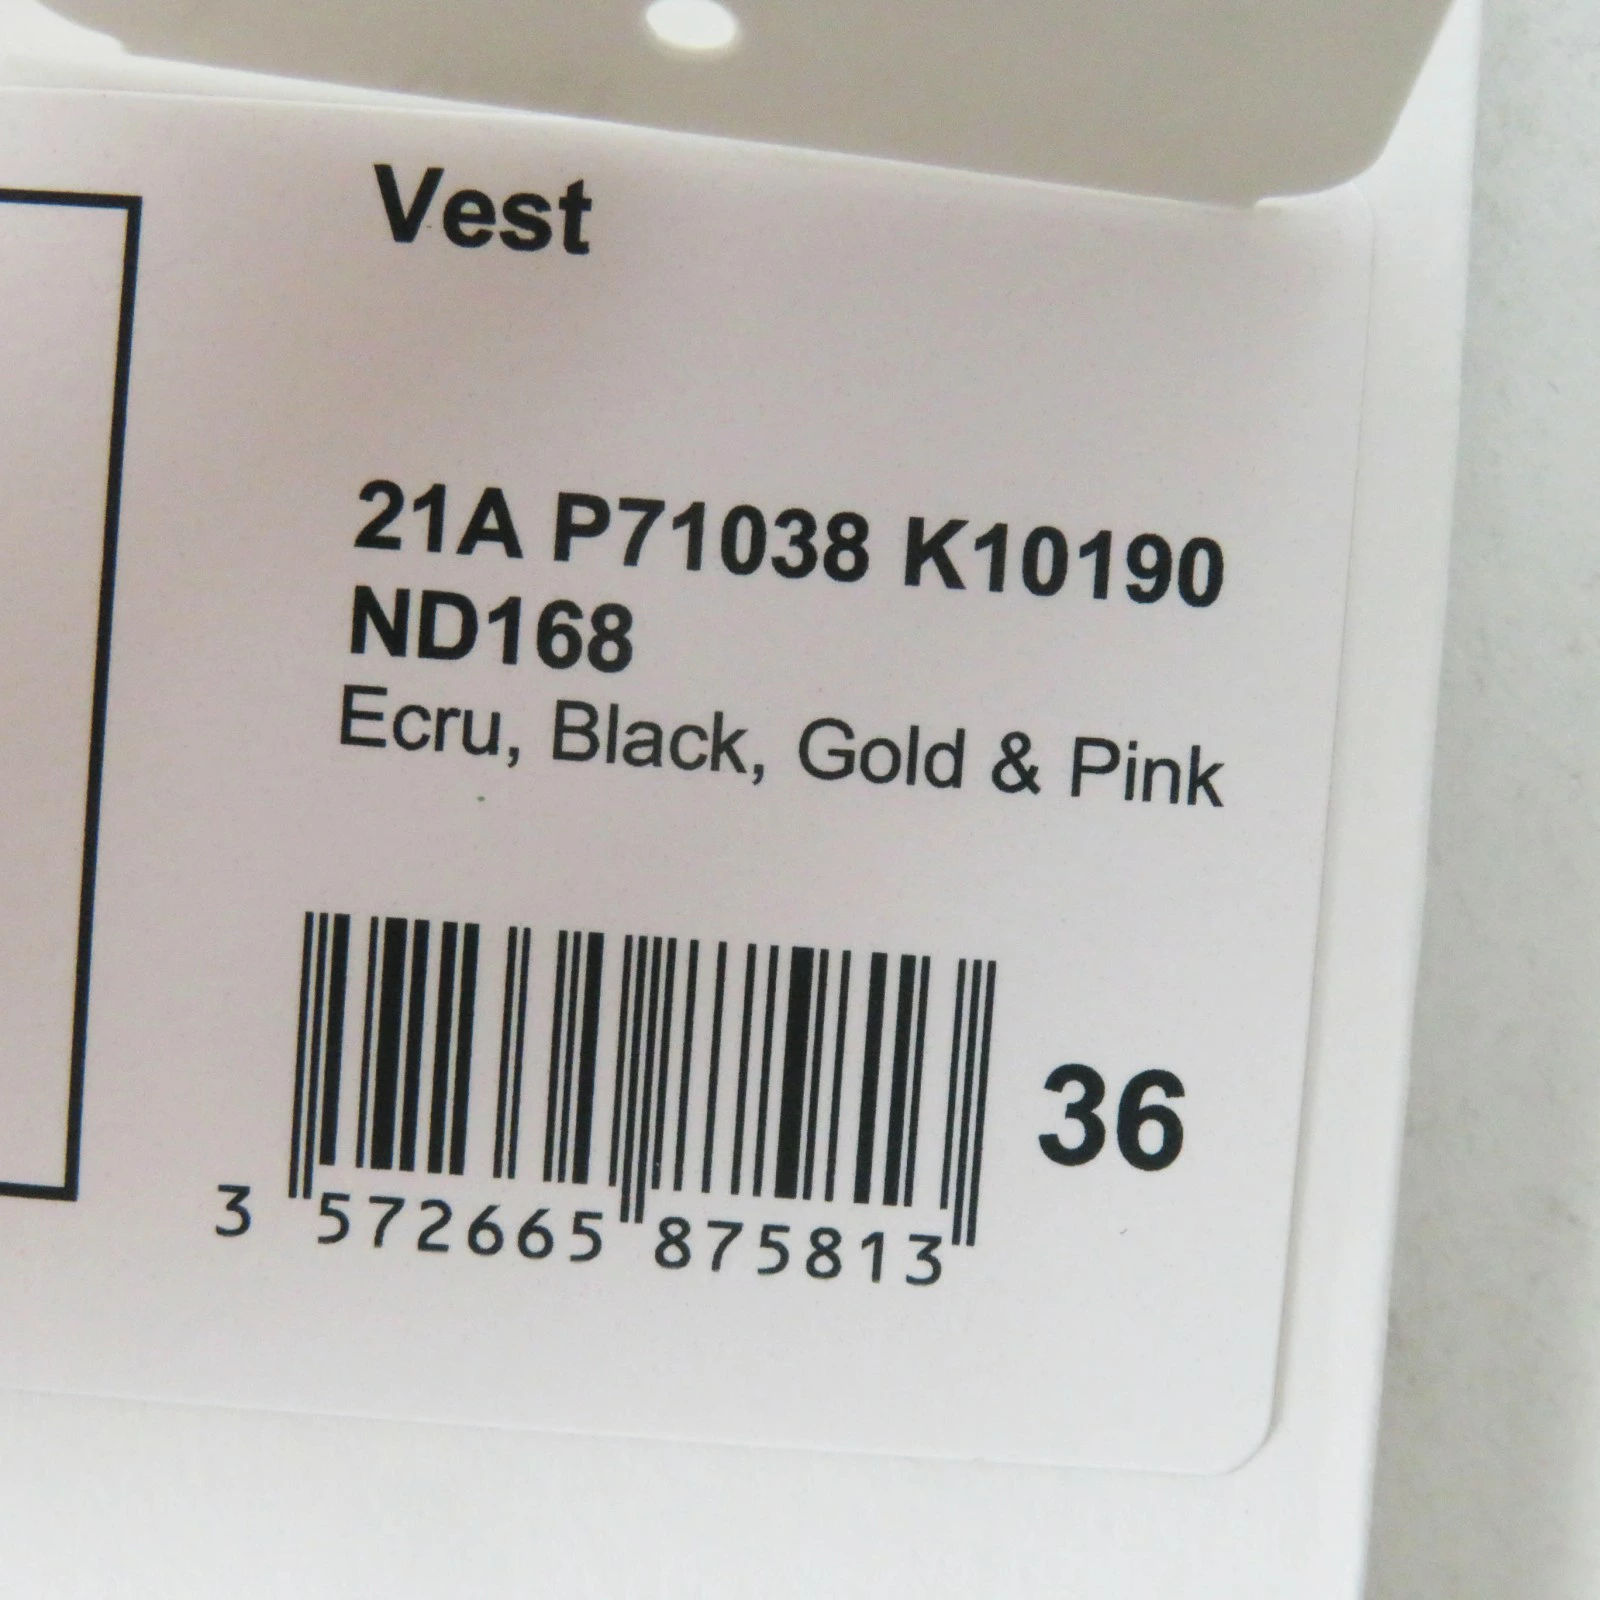 Vest
21A P71038 K10190
ND168
Ecru, Black, Gold & Pink
36
3 572665 875813